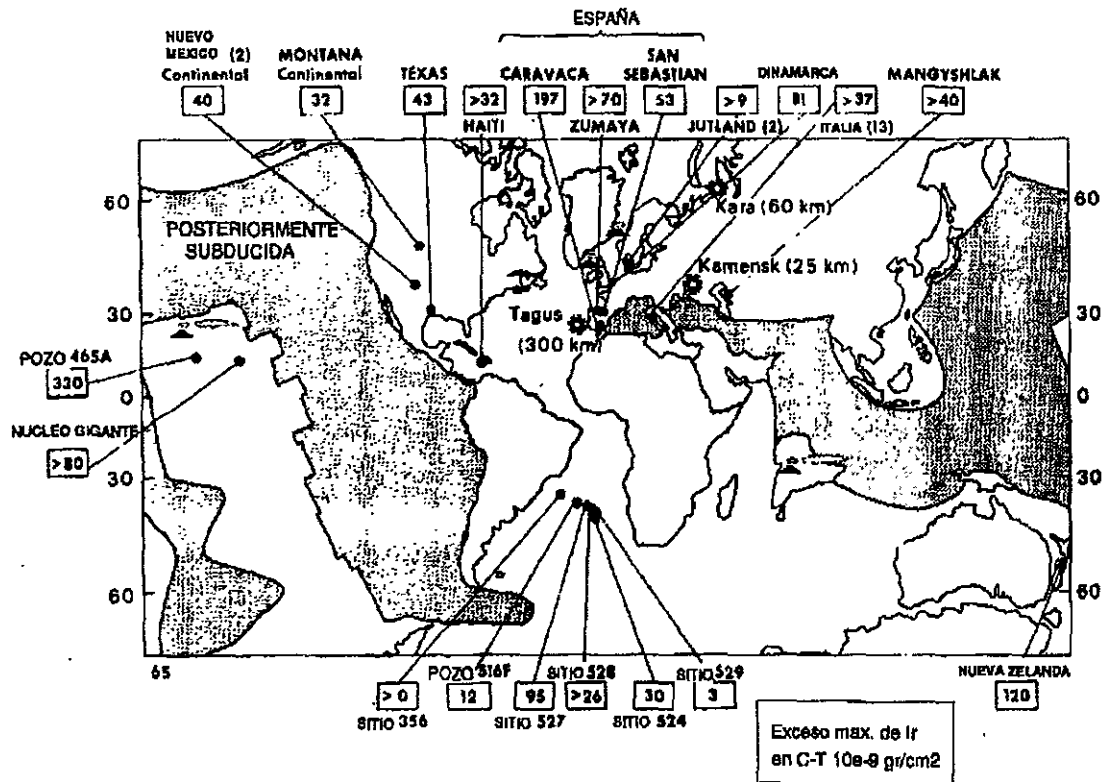 ESPAÑA
NUEVO
MEXICO (2)
Continental
40
MONTANA
Continental
32
TEXAS
43
>32
HAITI
CARAVACA
197
>70
ZUMAYA
SAN
SEBASTIAN
53
>9
JUTLAND (2)
DINAMARCA
81
>37
ITALIA (13)
MANGYSHLAK
>40
60
60
POSTERIORMENTE
SUBDUCIDA
Kara (60 km)
Kamensk (25 km)
30
Tagus
(300 km)
30
POZO 465A
330
0
0
NUCLEO GIGANTE
>80
30
30
60
60
65
POZO 516F
SITIO 528
SITIO 529
NUEVA ZELANDA
>0
12
95
>26
30
3
120
SITIO 356
SITIO 527
SITIO 524
Exceso max. de Ir
en C-T 10e-9 gr/cm2